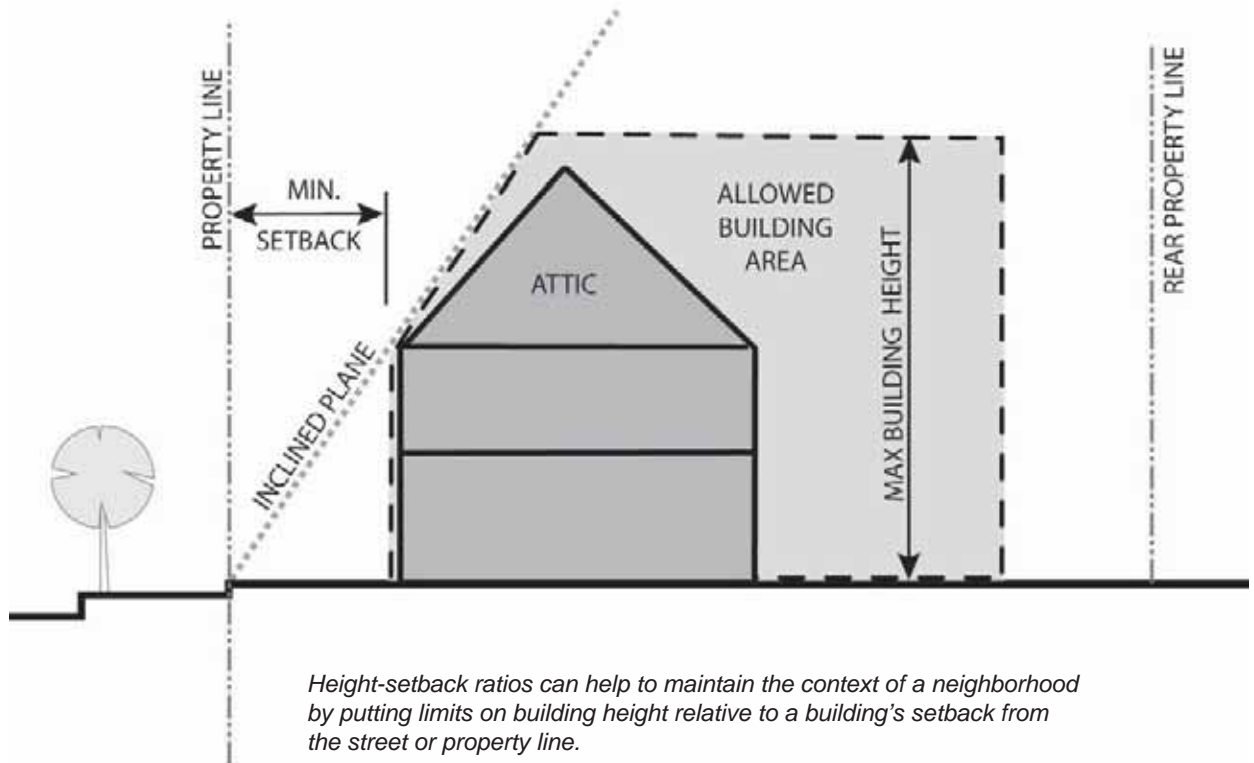 PROPERTY LINE
MIN.
SETBACK
INCLINED PLANE
ATTIC
ALLOWED
BUILDING
AREA
MAX BUILDING HEIGHT
REAR PROPERTY LINE
Height-setback ratios can help to maintain the context of a neighborhood
by putting limits on building height relative to a building's setback from
the street or property line.